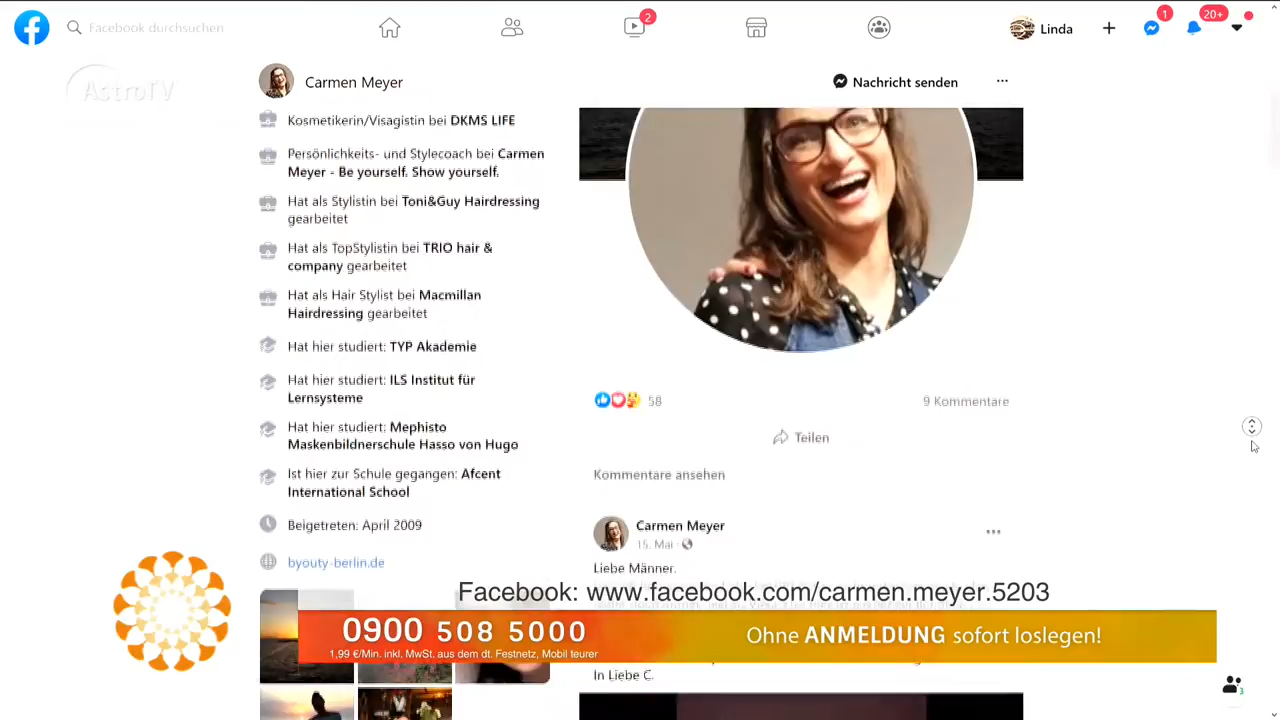 Facebook durchsuchen
2
Linda
1
20+
AstroTV
Carmen Meyer
Nachricht senden
Kosmetikerin/Visagistin bei DKMS LIFE
Persönlichkeits- und Stylecoach bei Carmen
Meyer - Be yourself. Show yourself.
Hat als Stylistin bei Toni&Guy Hairdressing
gearbeitet
Hat als TopStylistin bei TRIO hair &
company gearbeitet
Hat als Hair Stylist bei Macmillan
Hairdressing gearbeitet
Hat hier studiert: TYP Akademie
Hat hier studiert: ILS Institut für
Lernsysteme
Hat hier studiert: Mephisto
Maskenbildnerschule Hasso von Hugo
Ist hier zur Schule gegangen: Afcent
International School
Beigetreten: April 2009
byouty-berlin.de
58
9 Kommentare
Teilen
Kommentare ansehen
Carmen Meyer
15. Mai
Liebe Männer.
Facebook: www.facebook.com/carmen.meyer.5203
0900 508 5000
1,99 €/Min. inkl. MwSt. aus dem dt. Festnetz, Mobil teurer
Ohne ANMELDUNG sofort loslegen!
In Liebe C.
3